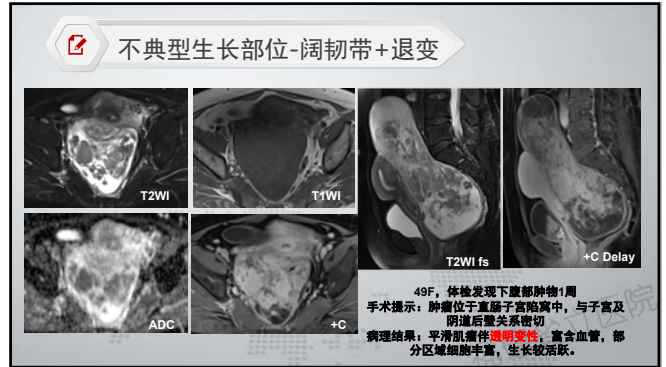 不典型生长部位-阔韧带+退变
T2WI
T1WI
T2WI fs
+C Delay
ADC
+C
49F，体检发现下腹部肿物1周
手术提示：肿瘤位于直肠子宫陷窝中，与子宫及
阴道后壁关系密切
病理结果：平滑肌瘤伴透明变性，富含血管，部
分区域细胞丰富，生长较活跃。